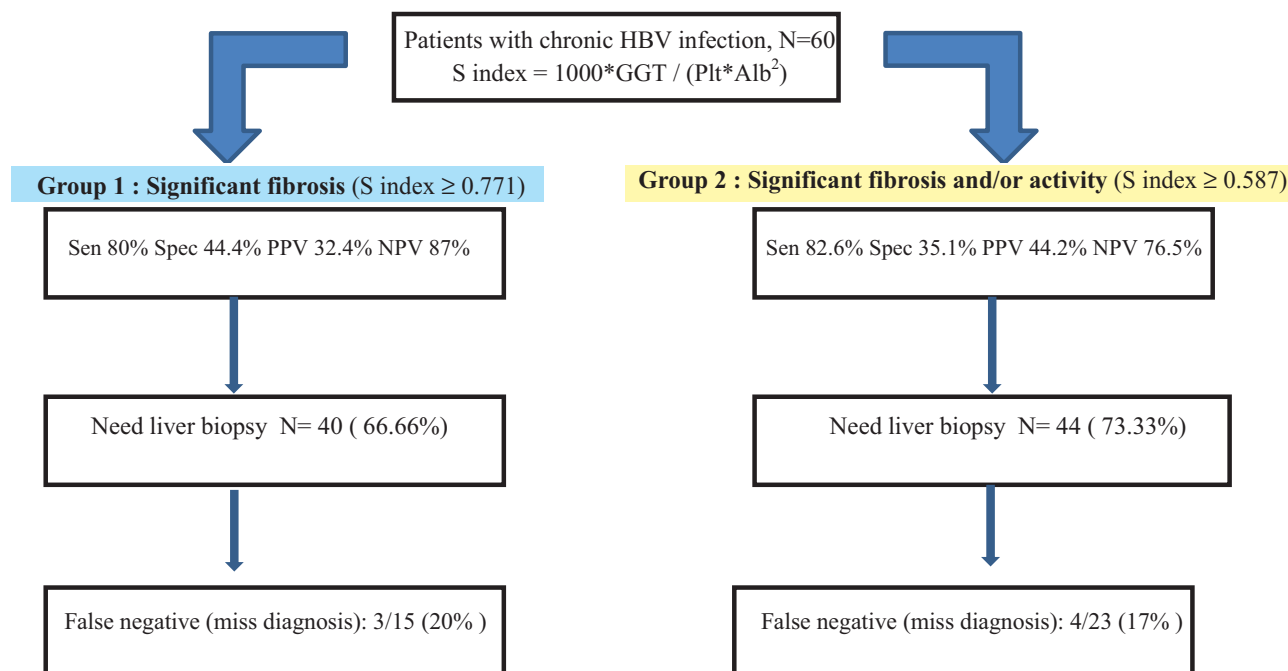 Patients with chronic HBV infection, N=60
S index = 1000*GGT / (Plt*Alb²)
Group 1 : Significant fibrosis (S index ≥ 0.771)
Sen 80% Spec 44.4% PPV 32.4% NPV 87%
Need liver biopsy N= 40 ( 66.66%)
False negative (miss diagnosis): 3/15 (20% )
Group 2 : Significant fibrosis and/or activity (S index ≥ 0.587)
Sen 82.6% Spec 35.1% PPV 44.2% NPV 76.5%
Need liver biopsy N= 44 ( 73.33%)
False negative (miss diagnosis): 4/23 (17% )